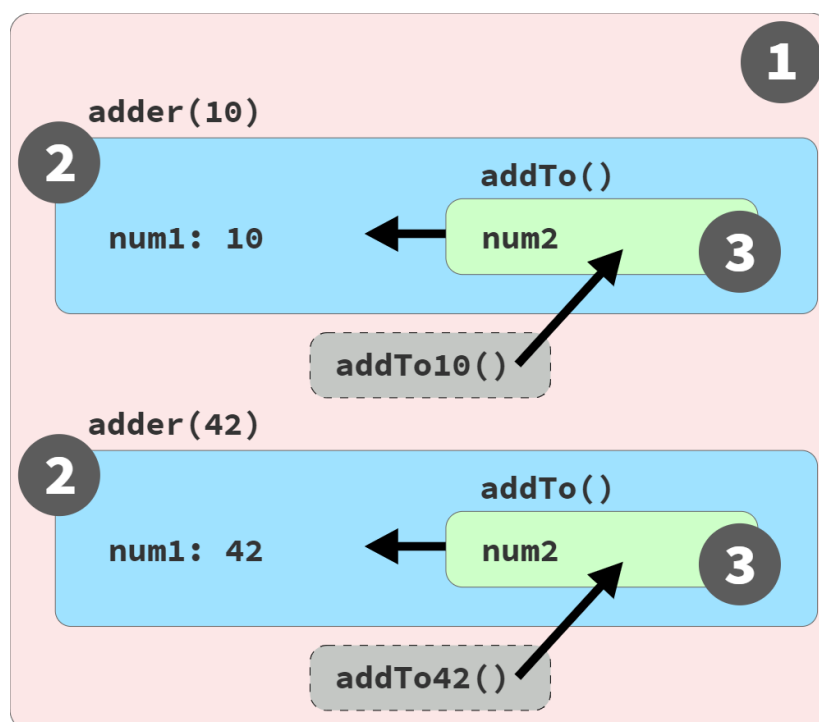 1
adder(10)
2
addTo()
num1: 10
num2
3
addTo10()
adder(42)
2
addTo()
num1: 42
num2
3
addTo42()